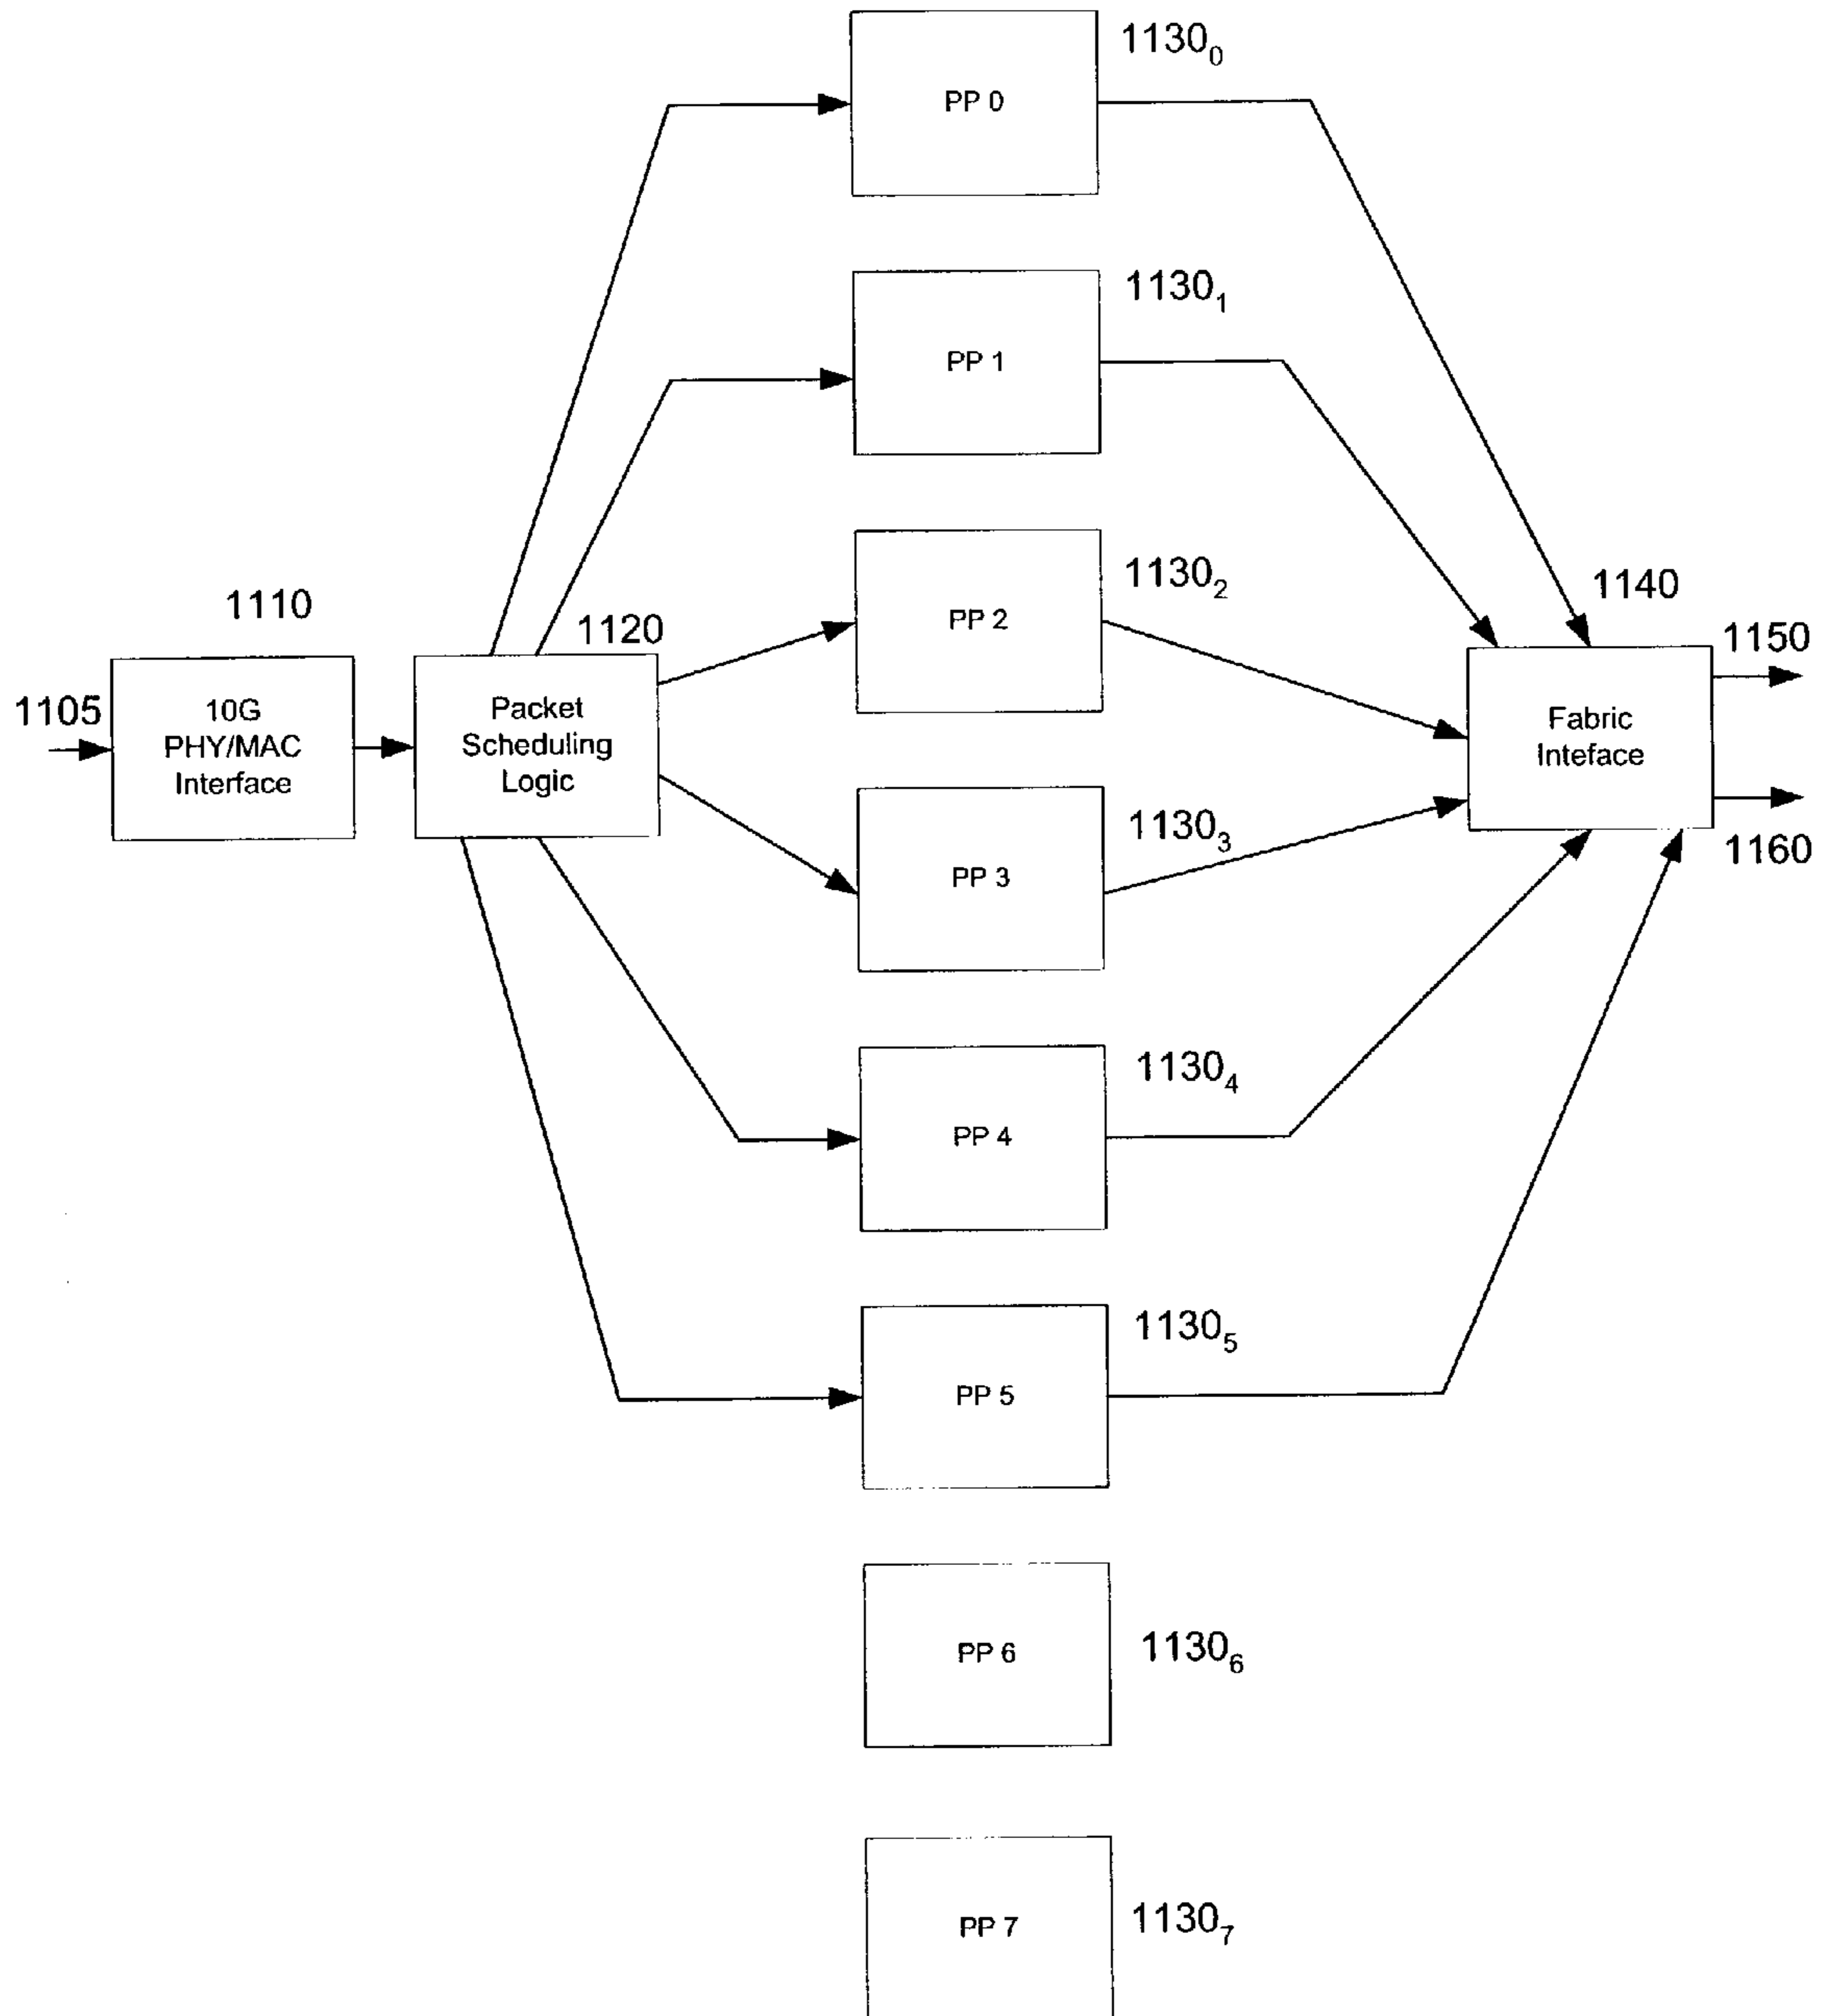 1130₀
PP 0
1130₁
PP 1
1130₂
PP 2
1110
1120
1140
1150
1105
10G
PHY/MAC
Interface
Packet
Scheduling
Logic
Fabric
Inteface
1160
1130₃
PP 3
1130₄
PP 4
1130₅
PP 5
1130₆
PP 6
1130₇
PP 7